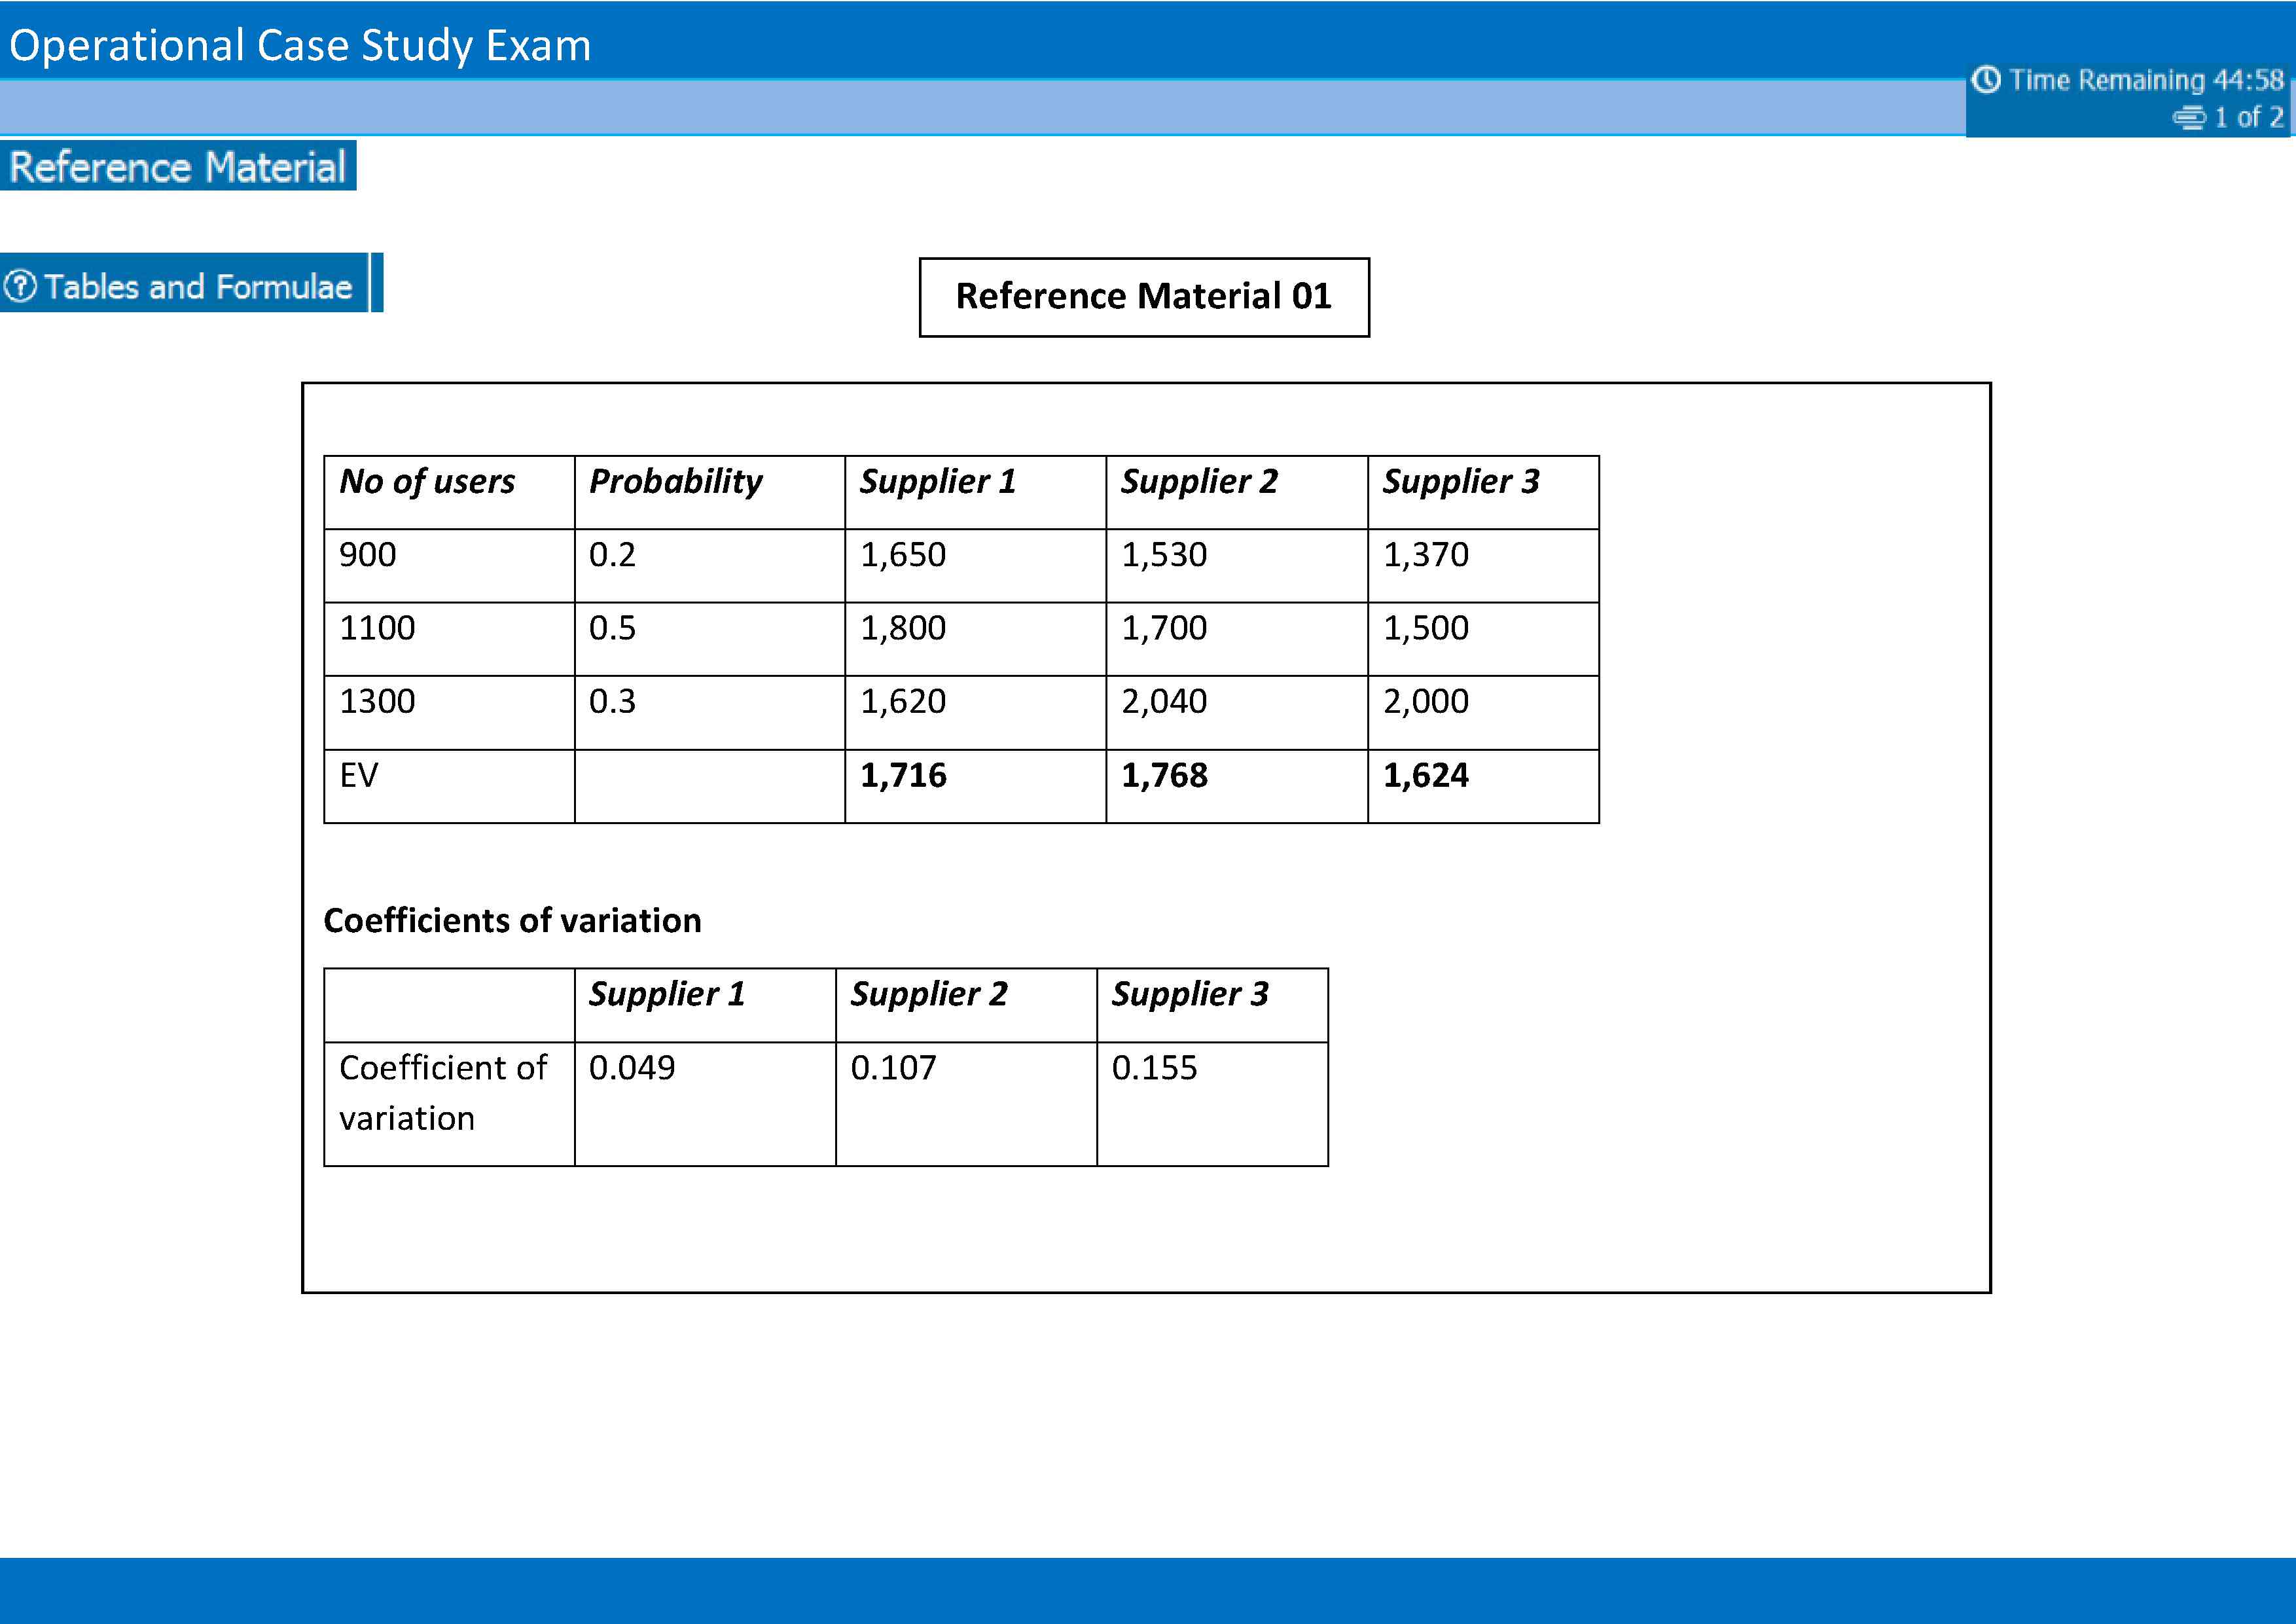 Operational Case Study Exam
Time Remaining 44:58
1 of 2
Reference Material
Tables and Formulae
Reference Material 01
No of users Probability Supplier 1 Supplier 2 Supplier 3
900 0.2 1,650 1,530 1,370
1100 0.5 1,800 1,700 1,500
1300 0.3 1,620 2,040 2,000
EV 1,716 1,768 1,624
Coefficients of variation
Supplier 1 Supplier 2 Supplier 3
Coefficient of 0.049 0.107 0.155
variation